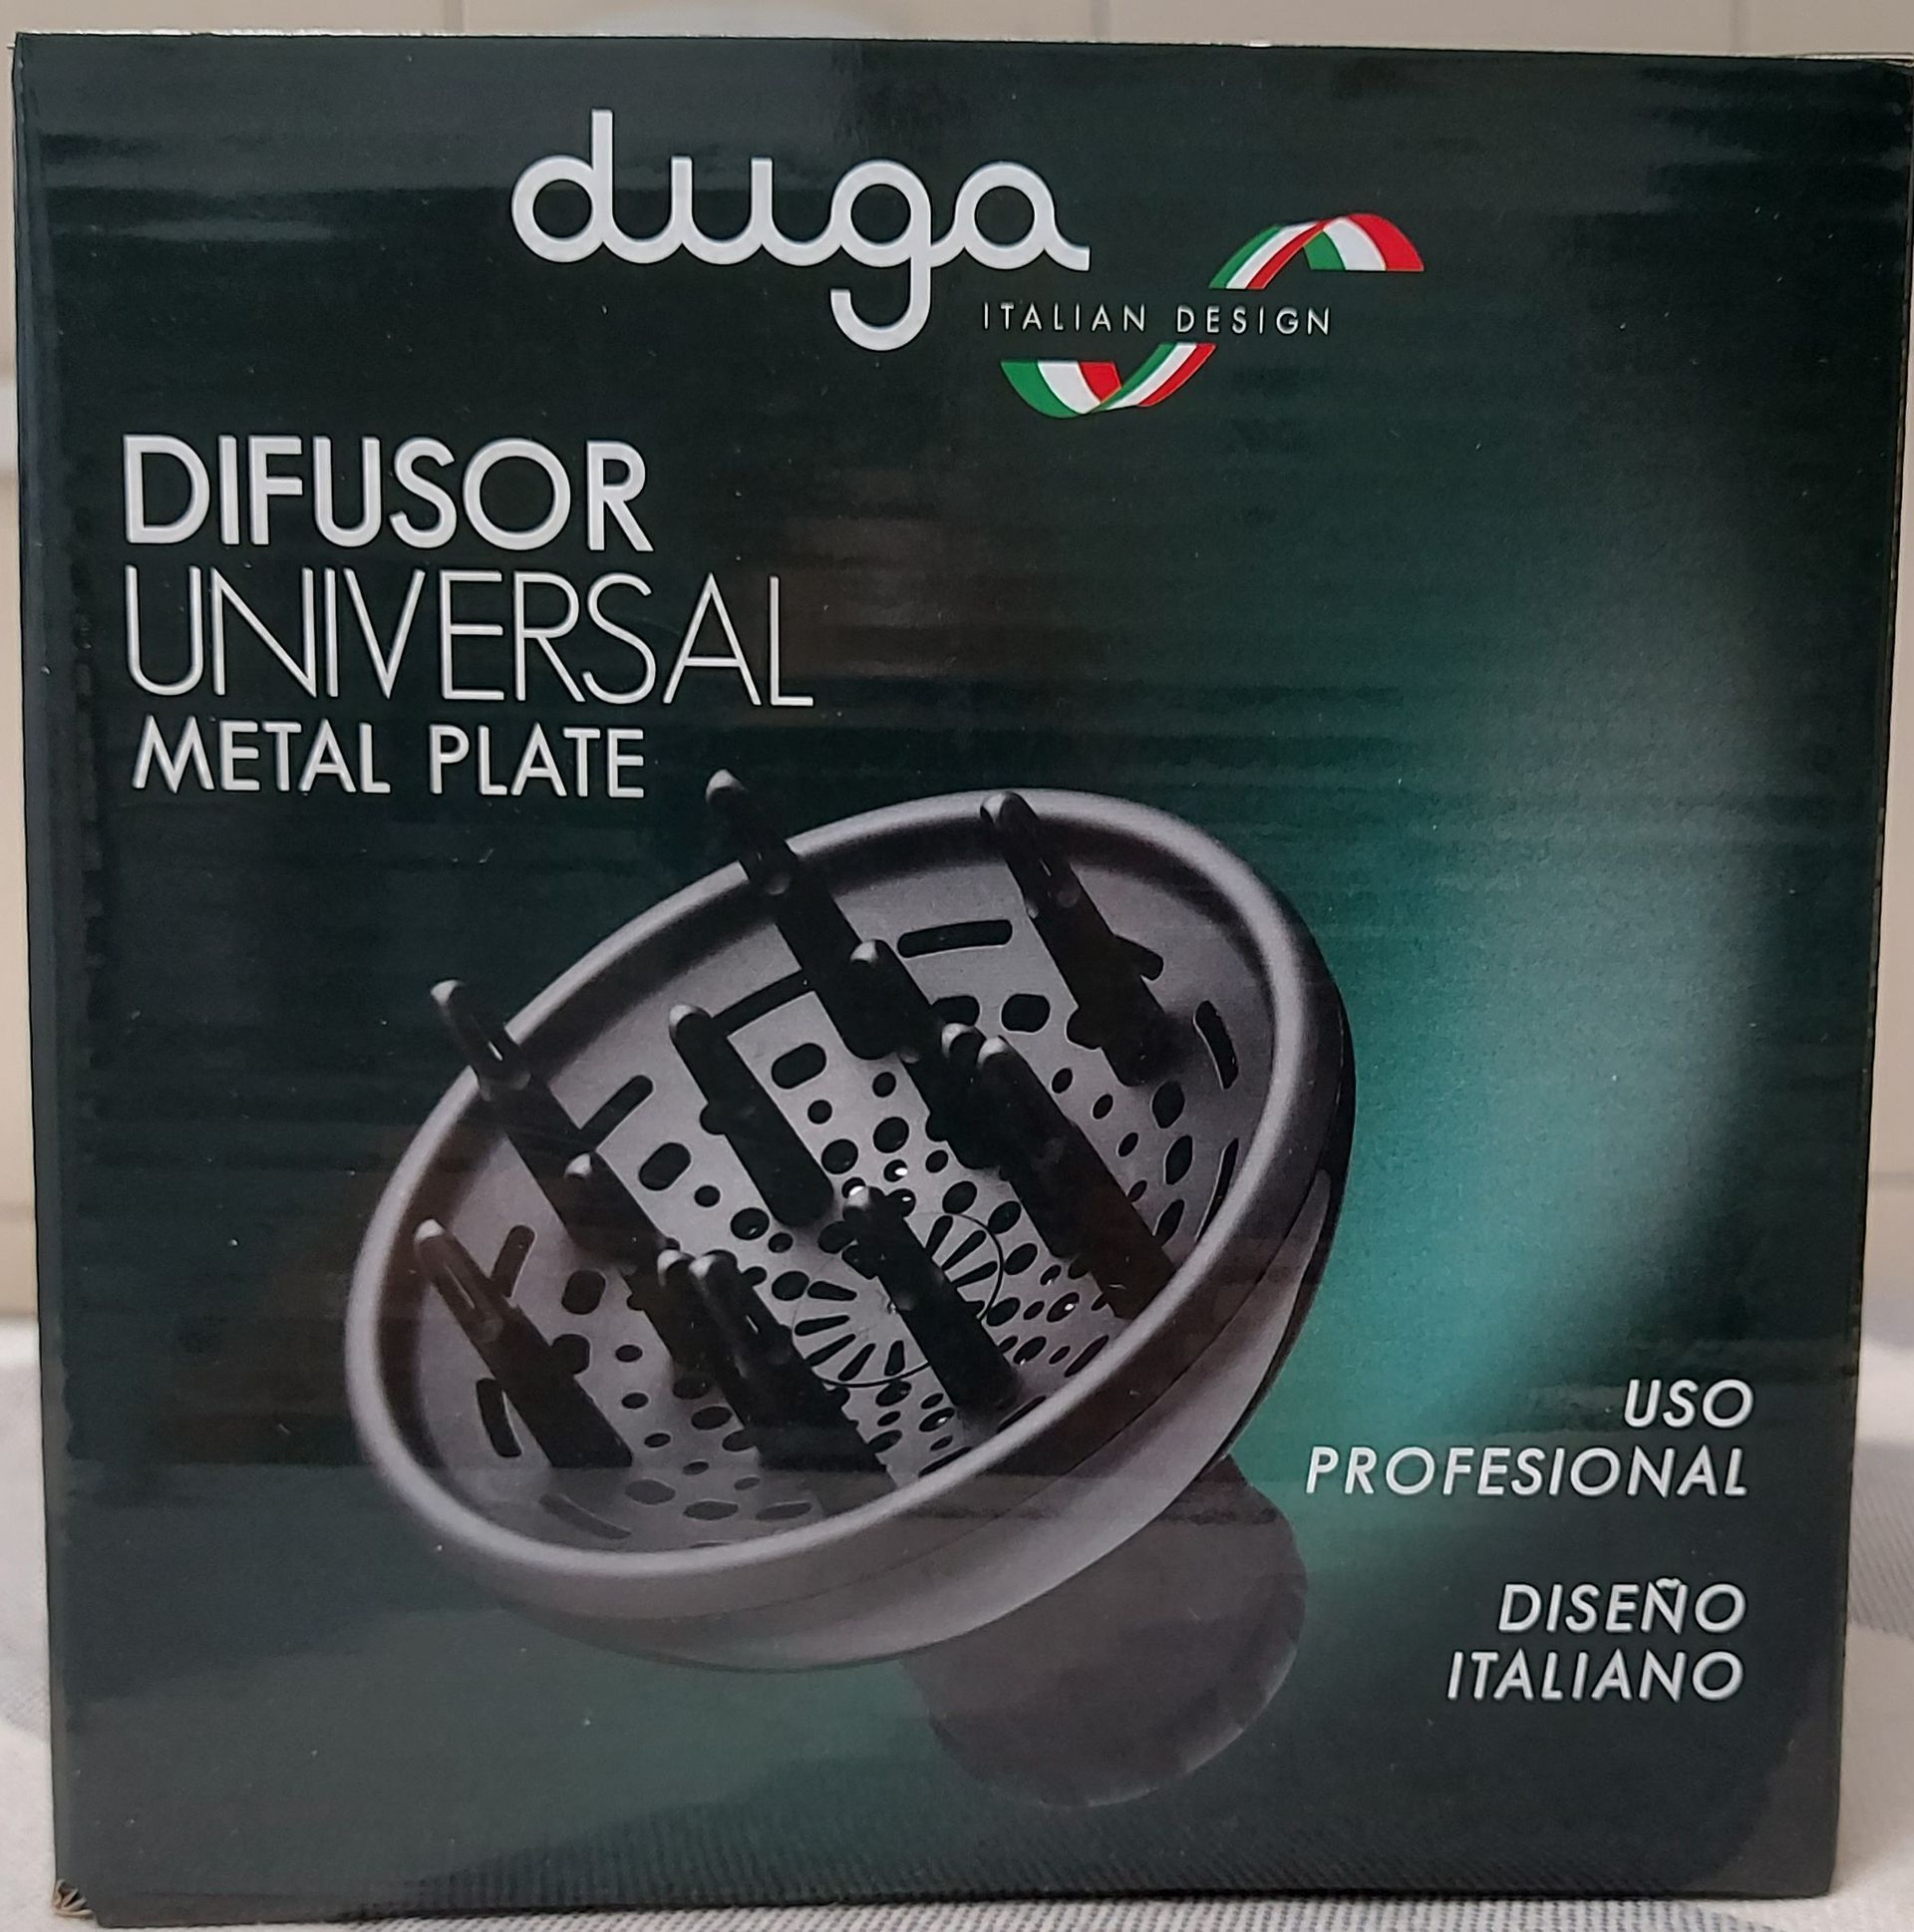 duga
ITALIAN DESIGN
DIFUSOR
UNIVERSAL
METAL PLATE
USO
PROFESIONAL
DISEÑO
ITALIANO